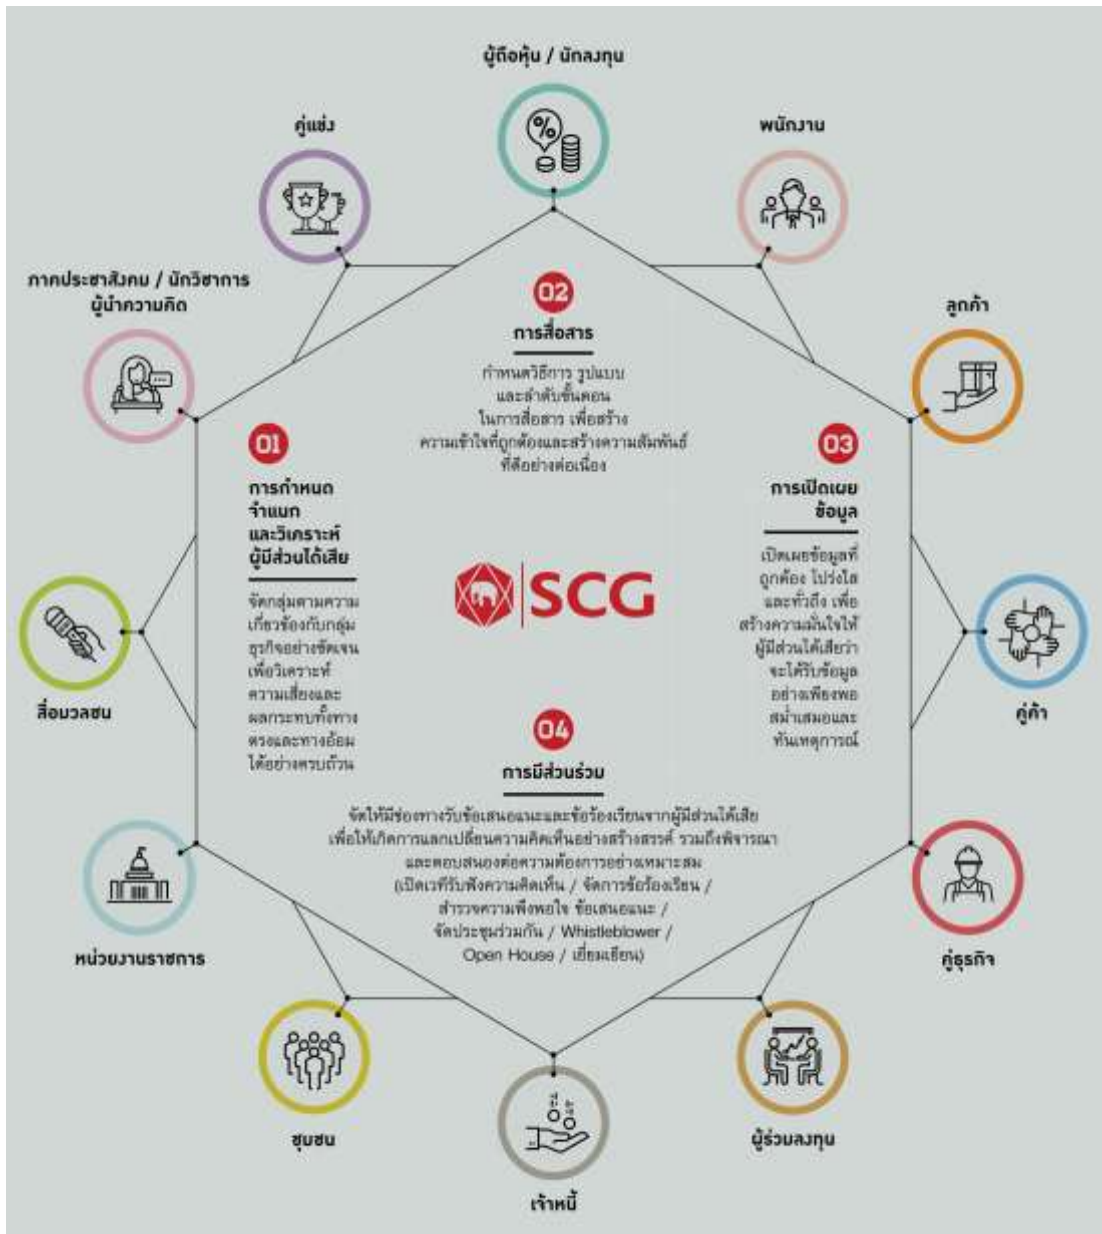 ผู้ถือหุ้น / นักลงทุน
คู่แข่ง
พนักงาน
ภาคประชาสังคม / นักวิชาการ
ผู้นำความคิด
ลูกค้า
02
การสื่อสาร
กำหนดวิธีการ รูปแบบ
และลำดับขั้นตอน
ในการสื่อสาร เพื่อสร้าง
ความเข้าใจที่ถูกต้องและสร้างความสัมพันธ์
ที่ดีอย่างต่อเนื่อง
01
การกำหนด
จำแนก
และวิเคราะห์
ผู้มีส่วนได้เสีย
จัดกลุ่มตามความ
เกี่ยวข้องกับกลุ่ม
ธุรกิจอย่างชัดเจน
เพื่อวิเคราะห์
ความเสี่ยงและ
ผลกระทบทั้งทาง
ตรงและทางอ้อม
ได้อย่างครบถ้วน
03
การเปิดเผย
ข้อมูล
เปิดเผยข้อมูลที่
ถูกต้อง โปร่งใส
และทั่วถึง เพื่อ
สร้างความมั่นใจให้
ผู้มีส่วนได้เสียว่า
จะได้รับข้อมูล
อย่างเพียงพอ
สม่ำเสมอและ
ทันเหตุการณ์
SCG
สื่อมวลชน
คู่ค้า
04
การมีส่วนร่วม
จัดให้มีช่องทางรับข้อเสนอแนะและข้อร้องเรียนจากผู้มีส่วนได้เสีย
เพื่อให้เกิดการแลกเปลี่ยนความคิดเห็นอย่างสร้างสรรค์ รวมถึงพิจารณา
และตอบสนองต่อความต้องการอย่างเหมาะสม
(เปิดเวทีรับฟังความคิดเห็น / จัดการข้อร้องเรียน /
สำรวจความพึงพอใจ ข้อเสนอแนะ /
จัดประชุมร่วมกัน / Whistleblower /
Open House / เยี่ยมเยียน)
หน่วยงานราชการ
คู่ธุรกิจ
ชุมชน
ผู้ร่วมลงทุน
เจ้าหนี้